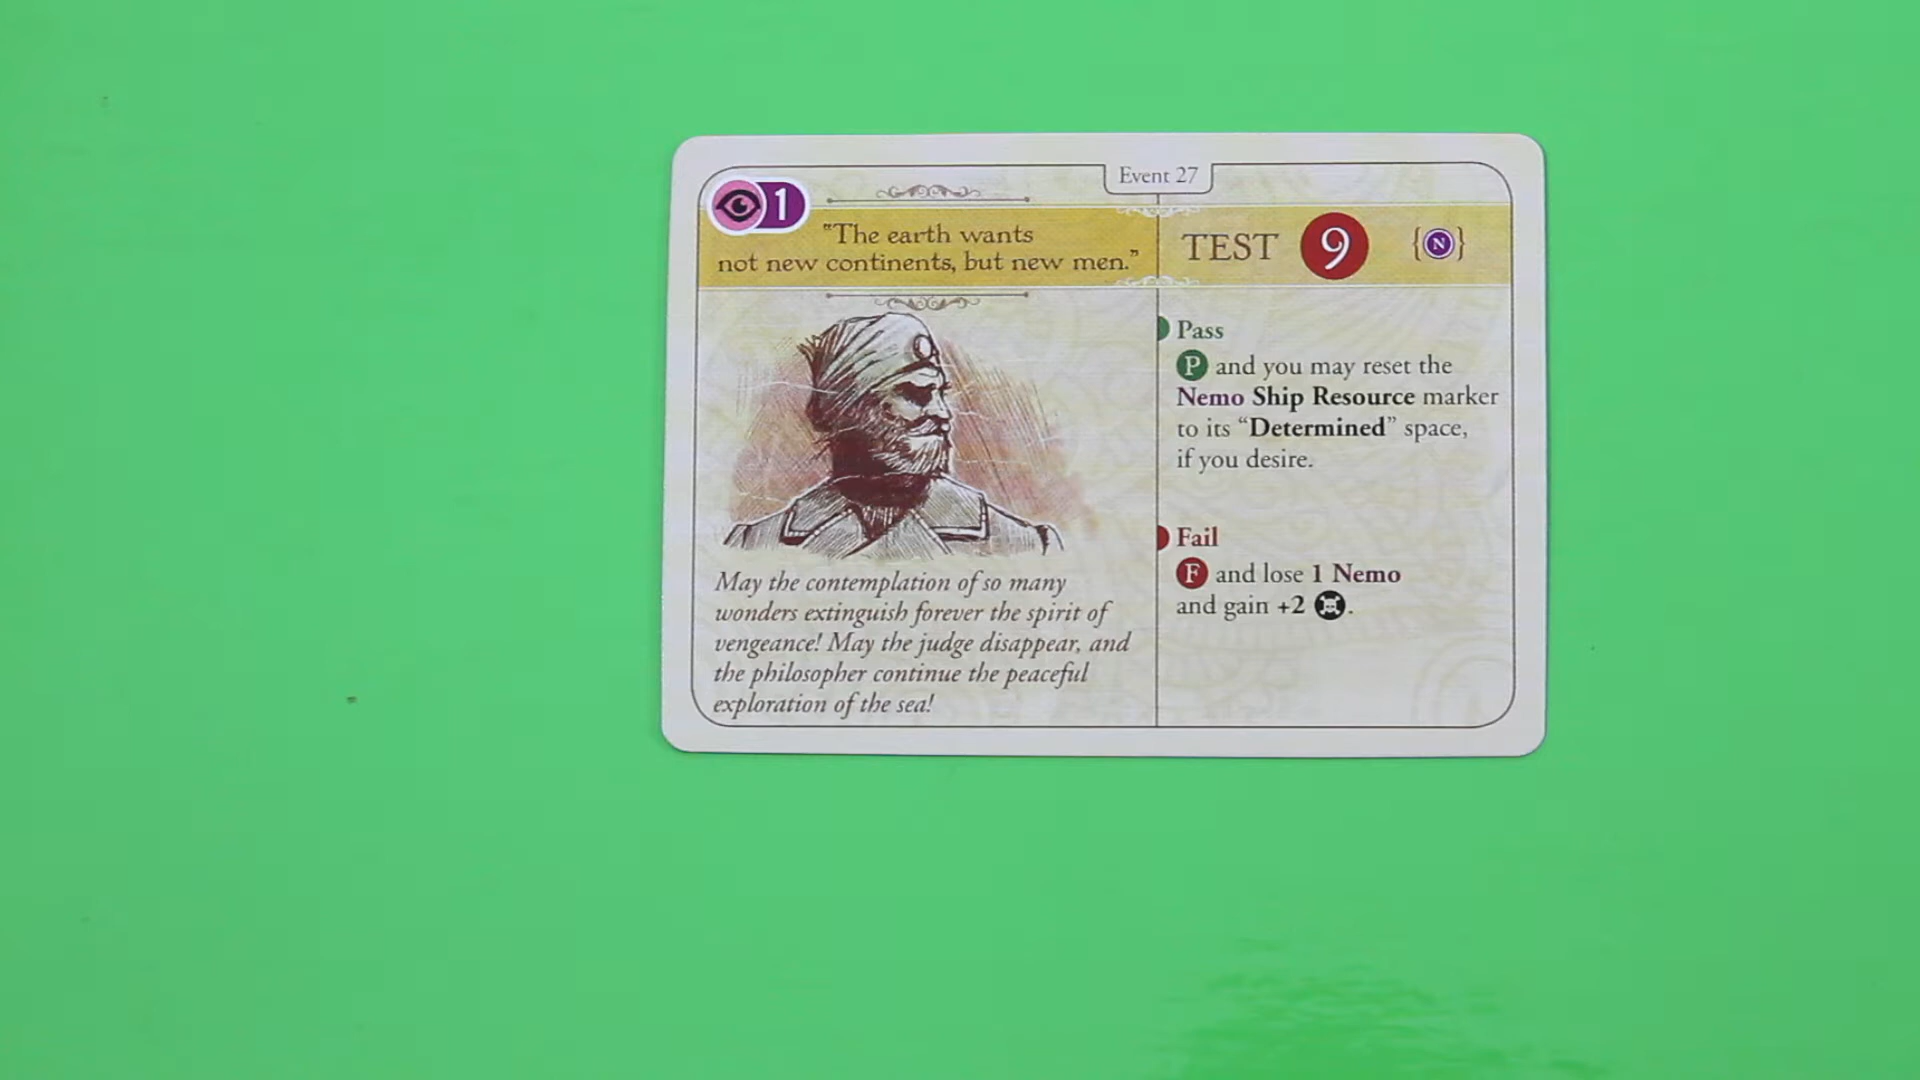 Event 27
1
"The earth wants
not new continents, but new men."
TEST 9 {N}
May the contemplation of so many
wonders extinguish forever the spirit of
vengeance! May the judge disappear, and
the philosopher continue the peaceful
exploration of the sea!
Pass
P and you may reset the
Nemo Ship Resource marker
to its “Determined” space,
if you desire.
Fail
F and lose 1 Nemo
and gain +2 .